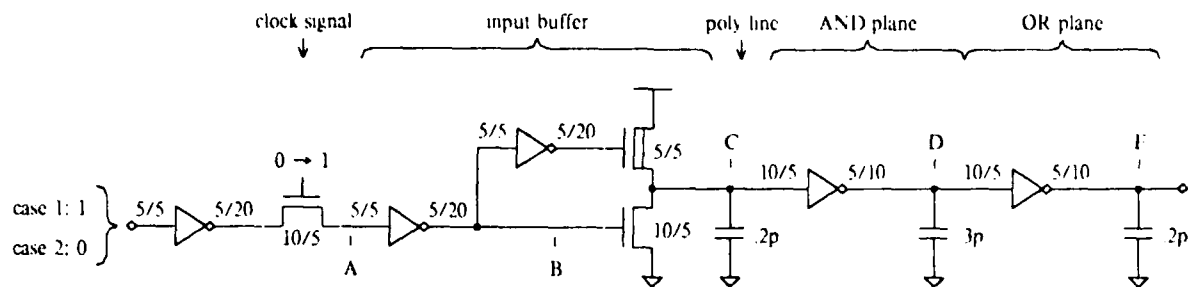 clock signal input buffer poly line AND plane OR plane
5/5 5/20 5/5 C D
0 → 1 10/5 5/10 10/5 5/10
case 1: 1 5/5 5/20 5/5 5/20
case 2: 0 10/5 10/5 .2p .2p
A B